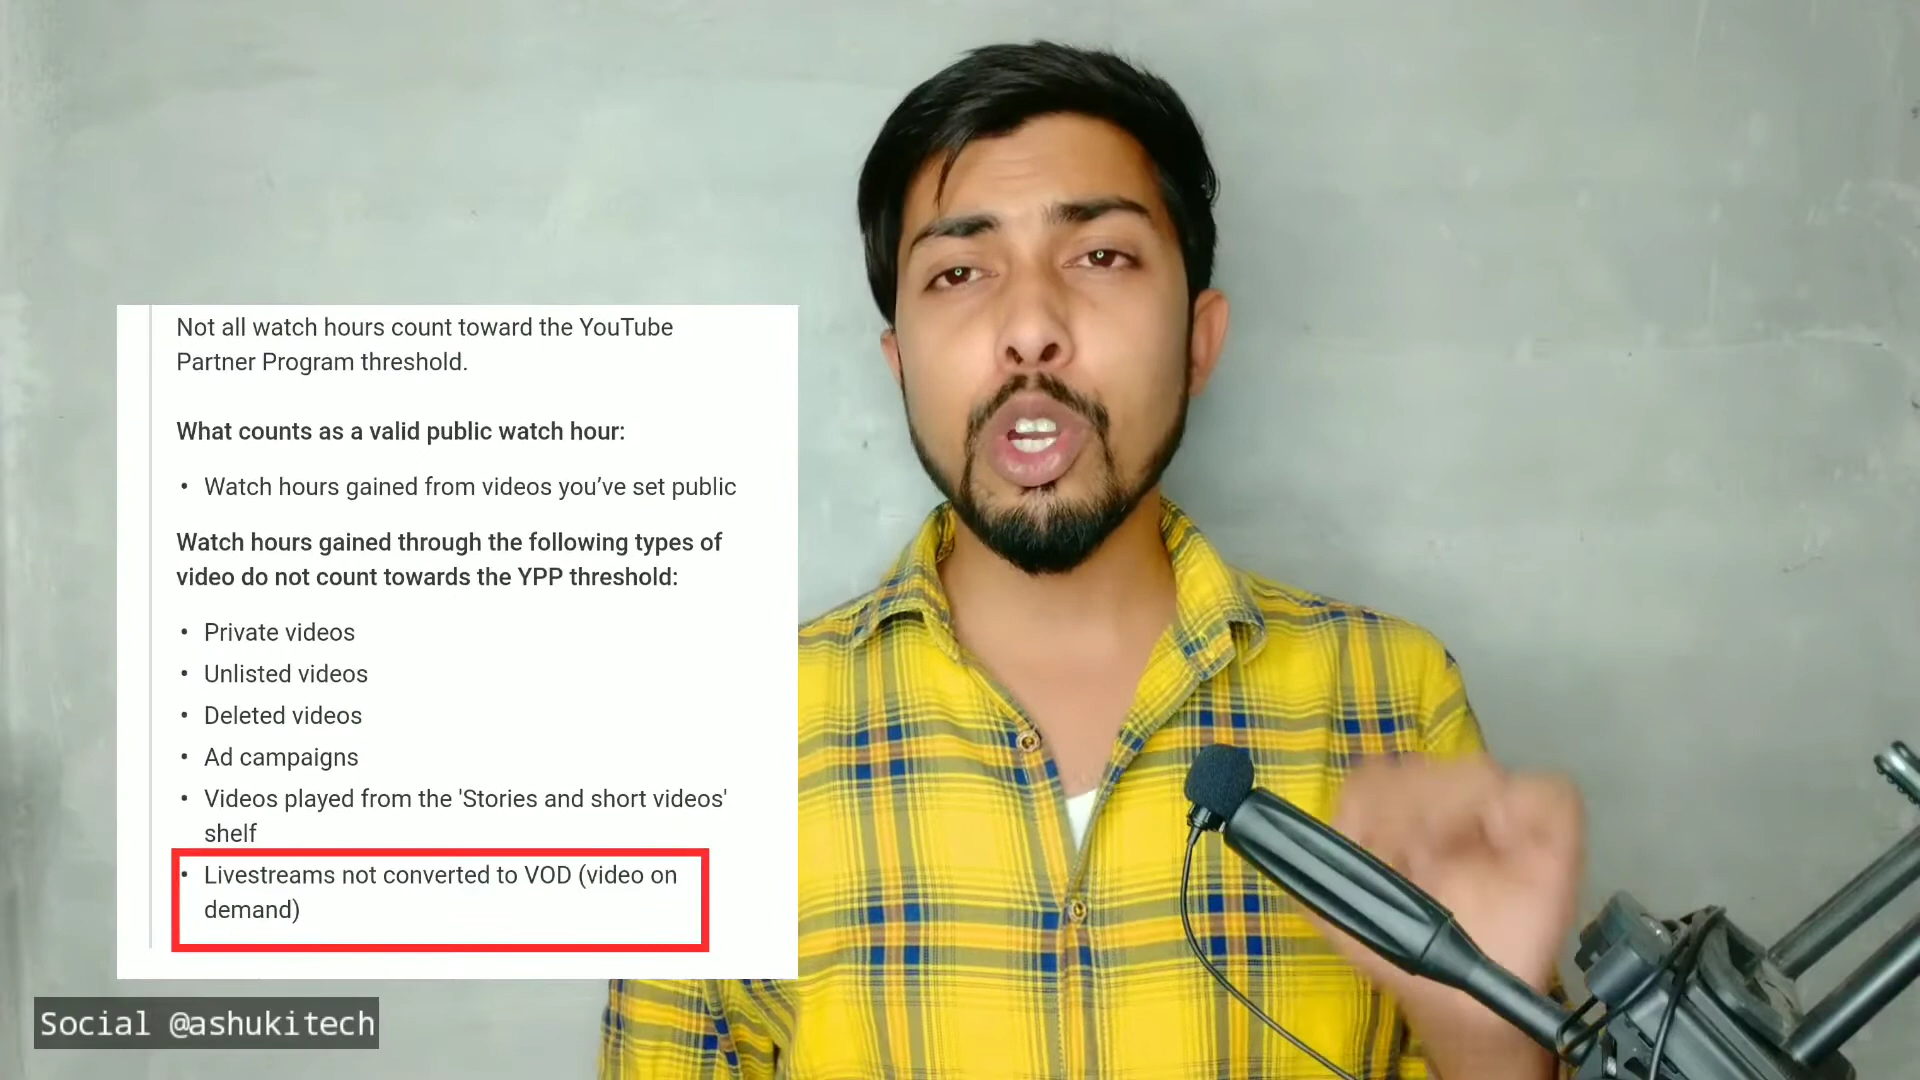 Not all watch hours count toward the YouTube
Partner Program threshold.
What counts as a valid public watch hour:
• Watch hours gained from videos you’ve set public
Watch hours gained through the following types of
video do not count towards the YPP threshold:
• Private videos
• Unlisted videos
• Deleted videos
• Ad campaigns
• Videos played from the 'Stories and short videos'
shelf
• Livestreams not converted to VOD (video on
demand)
Social @ashukitech